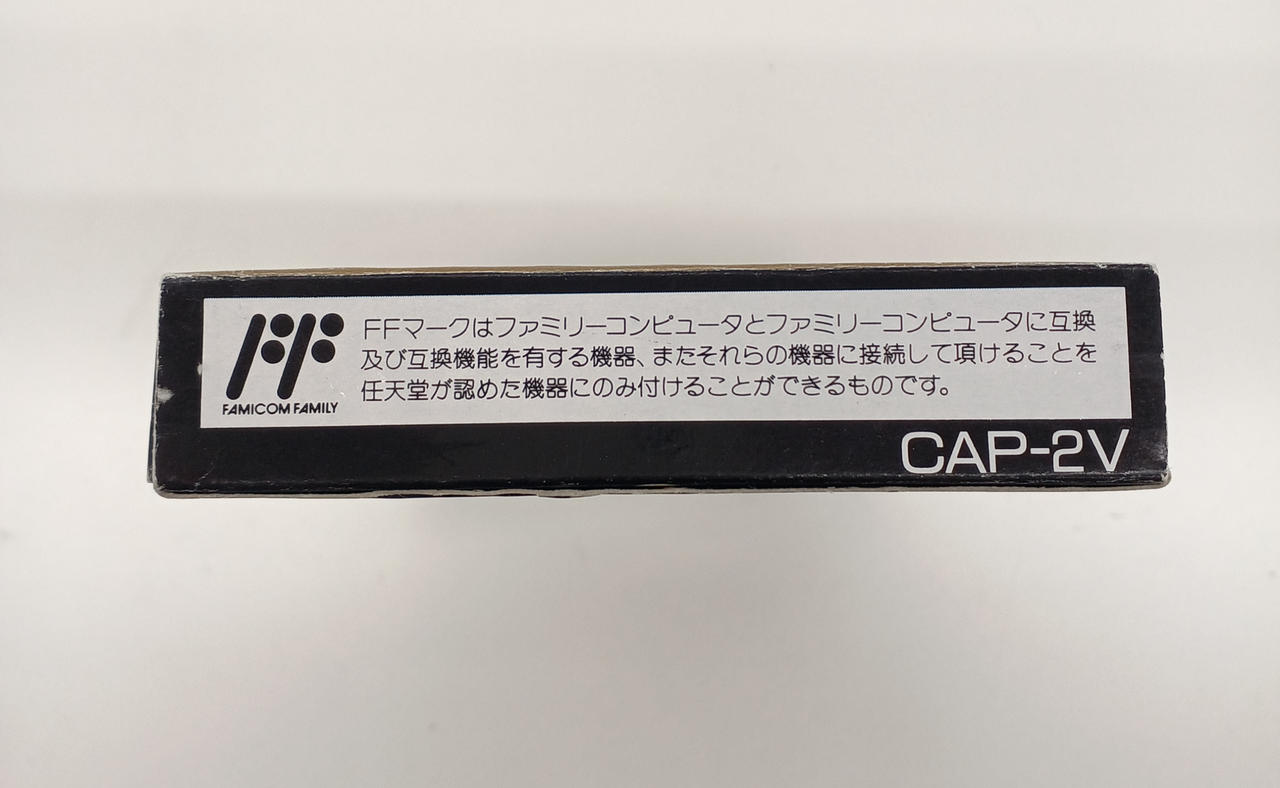 FF
FAMICOM FAMILY
FFマークはファミリーコンピュータとファミリーコンピュータに互換
及び互換機能を有する機器、またそれらの機器に接続して頂けることを
任天堂が認めた機器にのみ付けることができるものです。
CAP-2V